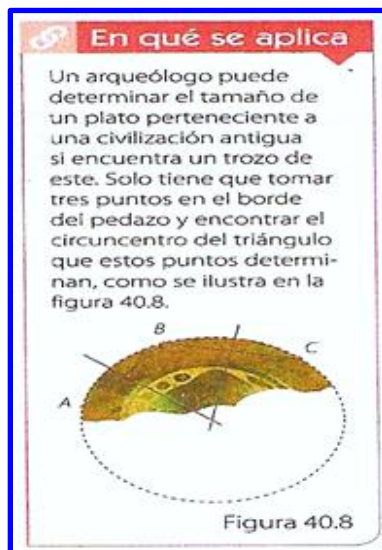 En qué se aplica
Un arqueólogo puede
determinar el tamaño de
un plato perteneciente a
una civilización antigua
si encuentra un trozo de
este. Solo tiene que tomar
tres puntos en el borde
del pedazo y encontrar el
circuncentro del triángulo
que estos puntos determi-
nan, como se ilustra en la
figura 40.8.
B
C
A
Figura 40.8